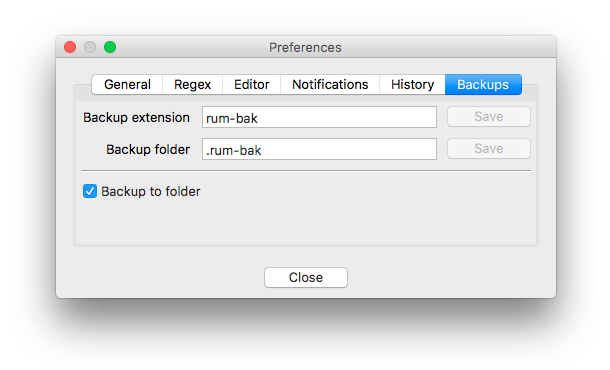 Preferences
General Regex Editor Notifications History Backups
Backup extension rum-bak Save
Backup folder .rum-bak Save
Backup to folder
Close